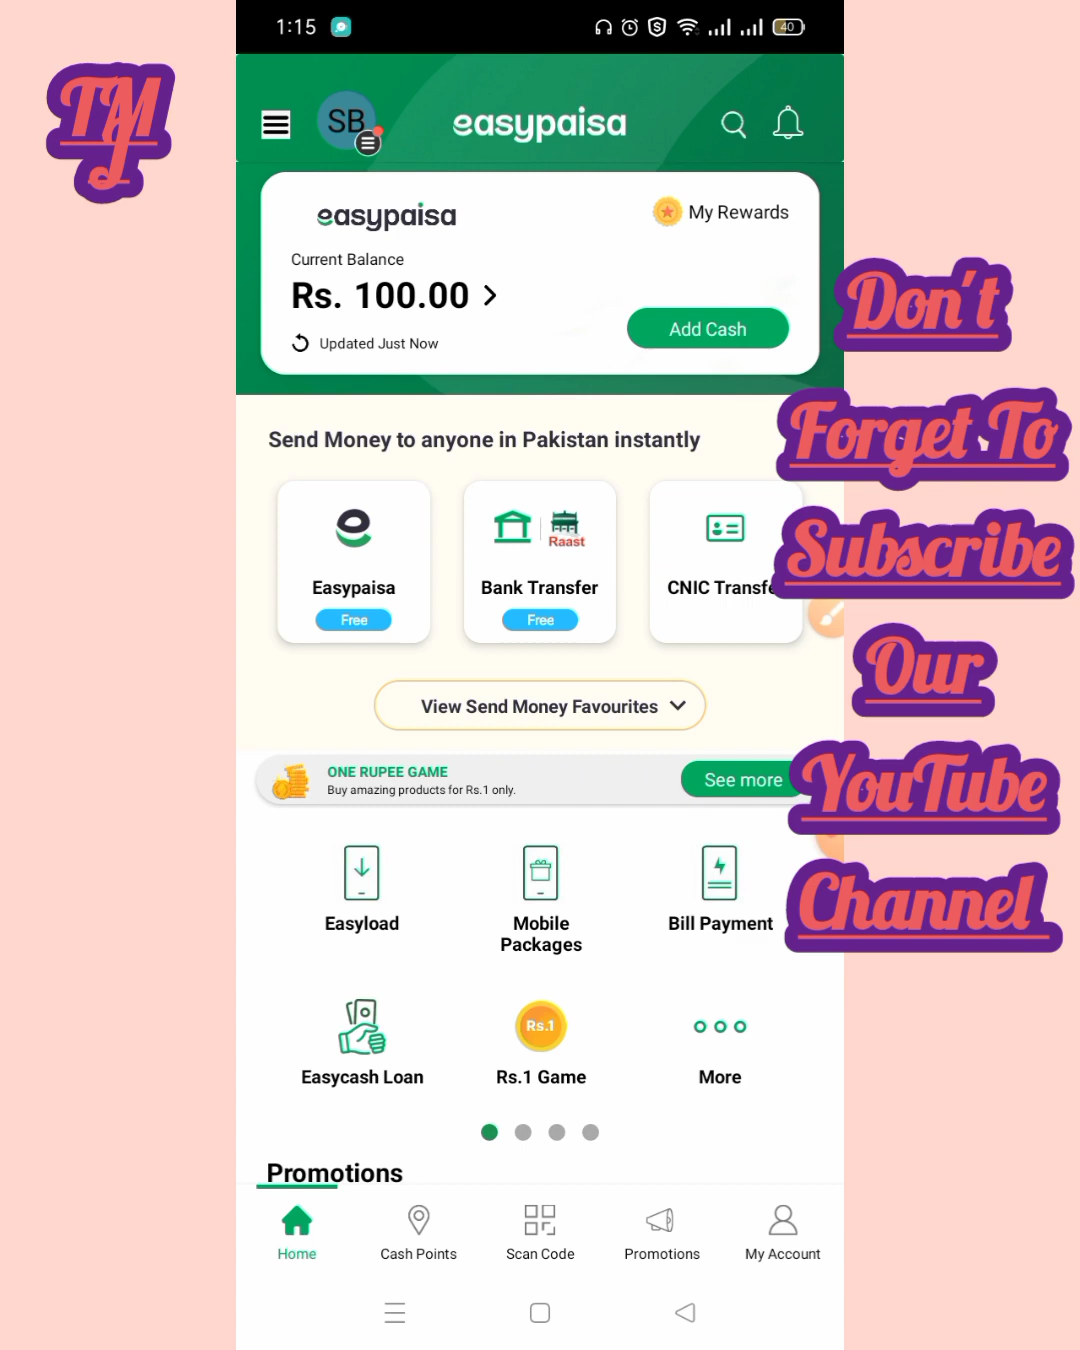 1:15
40
TMJ
SB
easypaisa
easypaisa
My Rewards
Current Balance
Rs. 100.00
Updated Just Now
Add Cash
Don't
Forget To
Subscribe
Our
YouTube
Channel
Send Money to anyone in Pakistan instantly
Raast
Easypaisa
Bank Transfer
CNIC Transfe
Free
Free
View Send Money Favourites
ONE RUPEE GAME
Buy amazing products for Rs.1 only.
See more
Easyload
Mobile
Packages
Bill Payment
Rs.1
Easycash Loan
Rs.1 Game
More
Promotions
Home
Cash Points
Scan Code
Promotions
My Account